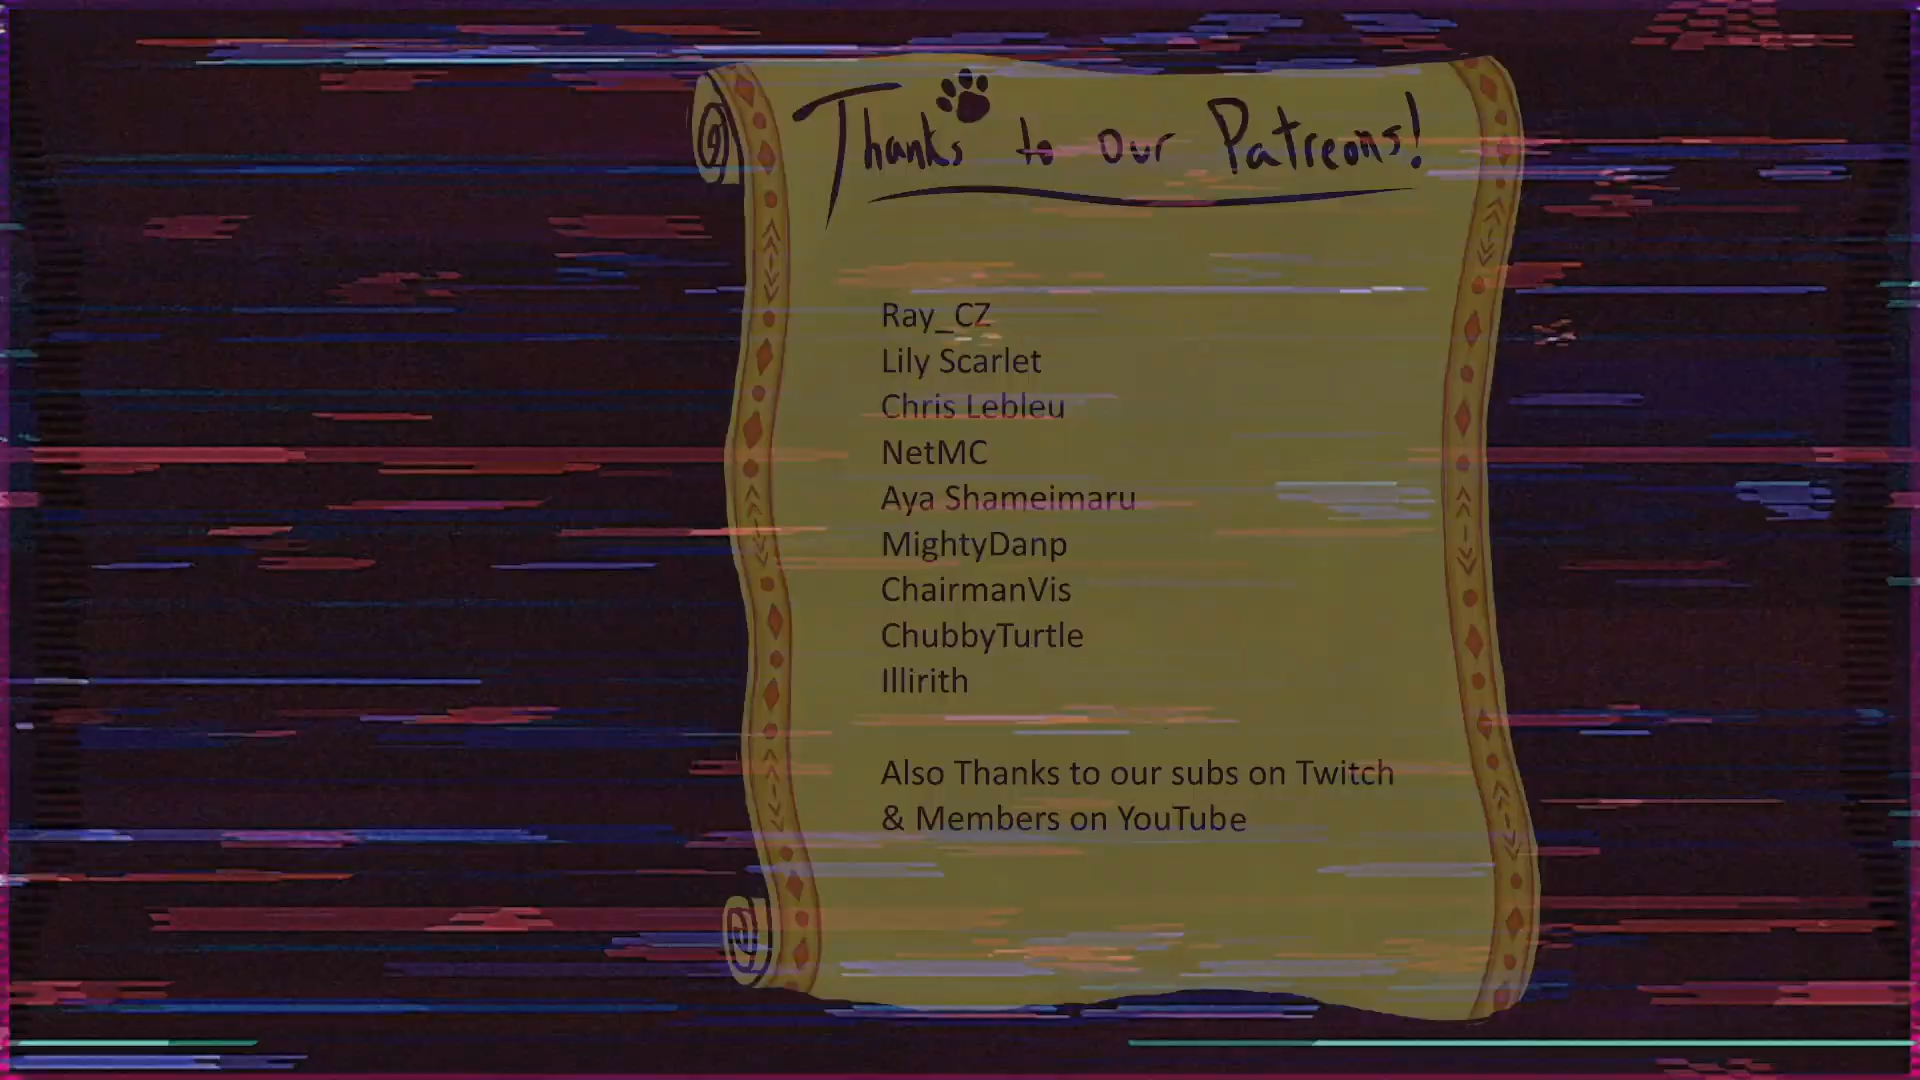 Thanks to our Patreons!
Ray_CZ
Lily Scarlet
Chris Lebleu
NetMC
Aya Shameimaru
MightyDanp
ChairmanVis
ChubbyTurtle
Illirith
Also Thanks to our subs on Twitch
& Members on YouTube